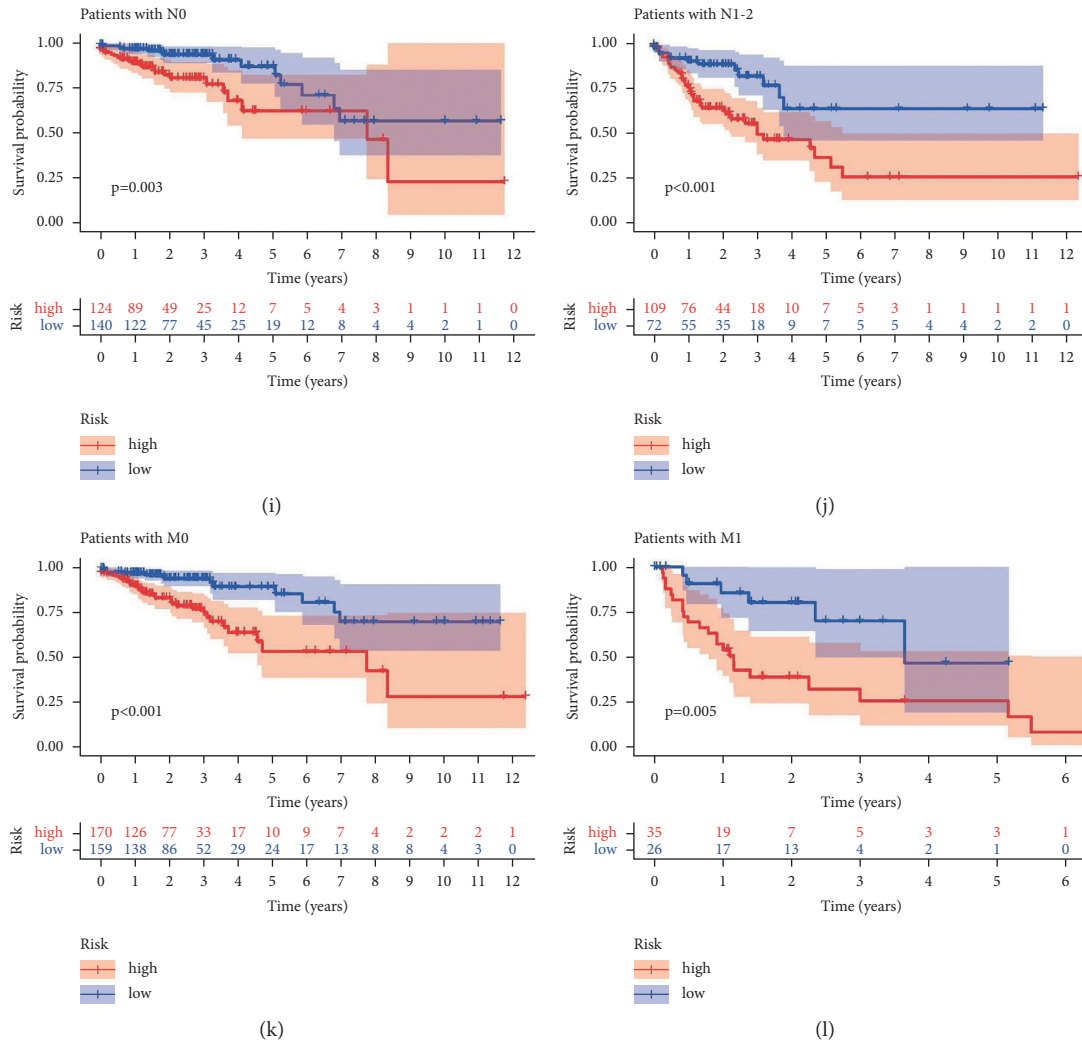 Patients with N0
1.00
0.75
0.50
0.25
0.00
Survival probability
p=0.003
0 1 2 3 4 5 6 7 8 9 10 11 12
Time (years)
Risk
high 124 89 49 25 12 7 5 4 3 1 1 1 0
low 140 122 77 45 25 19 12 8 4 4 2 1 0
0 1 2 3 4 5 6 7 8 9 10 11 12
Time (years)
Risk
high
low
(i)
Patients with N1-2
1.00
0.75
0.50
0.25
0.00
Survival probability
p<0.001
0 1 2 3 4 5 6 7 8 9 10 11 12
Time (years)
Risk
high 109 76 44 18 10 7 5 3 1 1 1 1 1
low 72 55 35 18 9 7 5 5 4 4 2 2 0
0 1 2 3 4 5 6 7 8 9 10 11 12
Time (years)
Risk
high
low
(j)
Patients with M0
1.00
0.75
0.50
0.25
0.00
Survival probability
p<0.001
0 1 2 3 4 5 6 7 8 9 10 11 12
Time (years)
Risk
high 170 126 77 33 17 10 9 7 4 2 2 2 1
low 159 138 86 52 29 24 17 13 8 8 4 3 0
0 1 2 3 4 5 6 7 8 9 10 11 12
Time (years)
Risk
high
low
(k)
Patients with M1
1.00
0.75
0.50
0.25
0.00
Survival probability
p=0.005
0 1 2 3 4 5 6
Time (years)
Risk
high 35 19 7 5 3 3 1
low 26 17 13 4 2 1 0
0 1 2 3 4 5 6
Time (years)
Risk
high
low
(l)